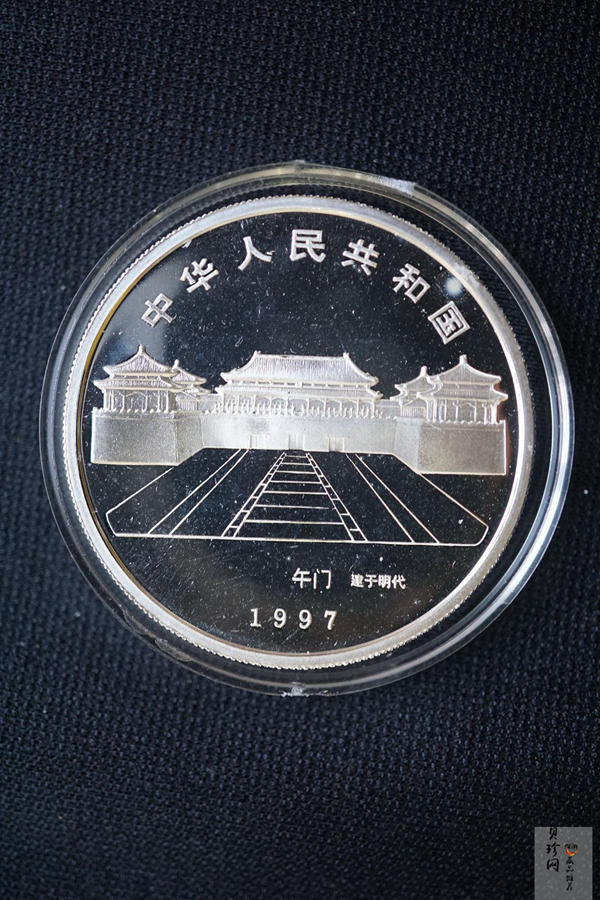 中华人民共和国
午门 建于明代
1997
贝珍网